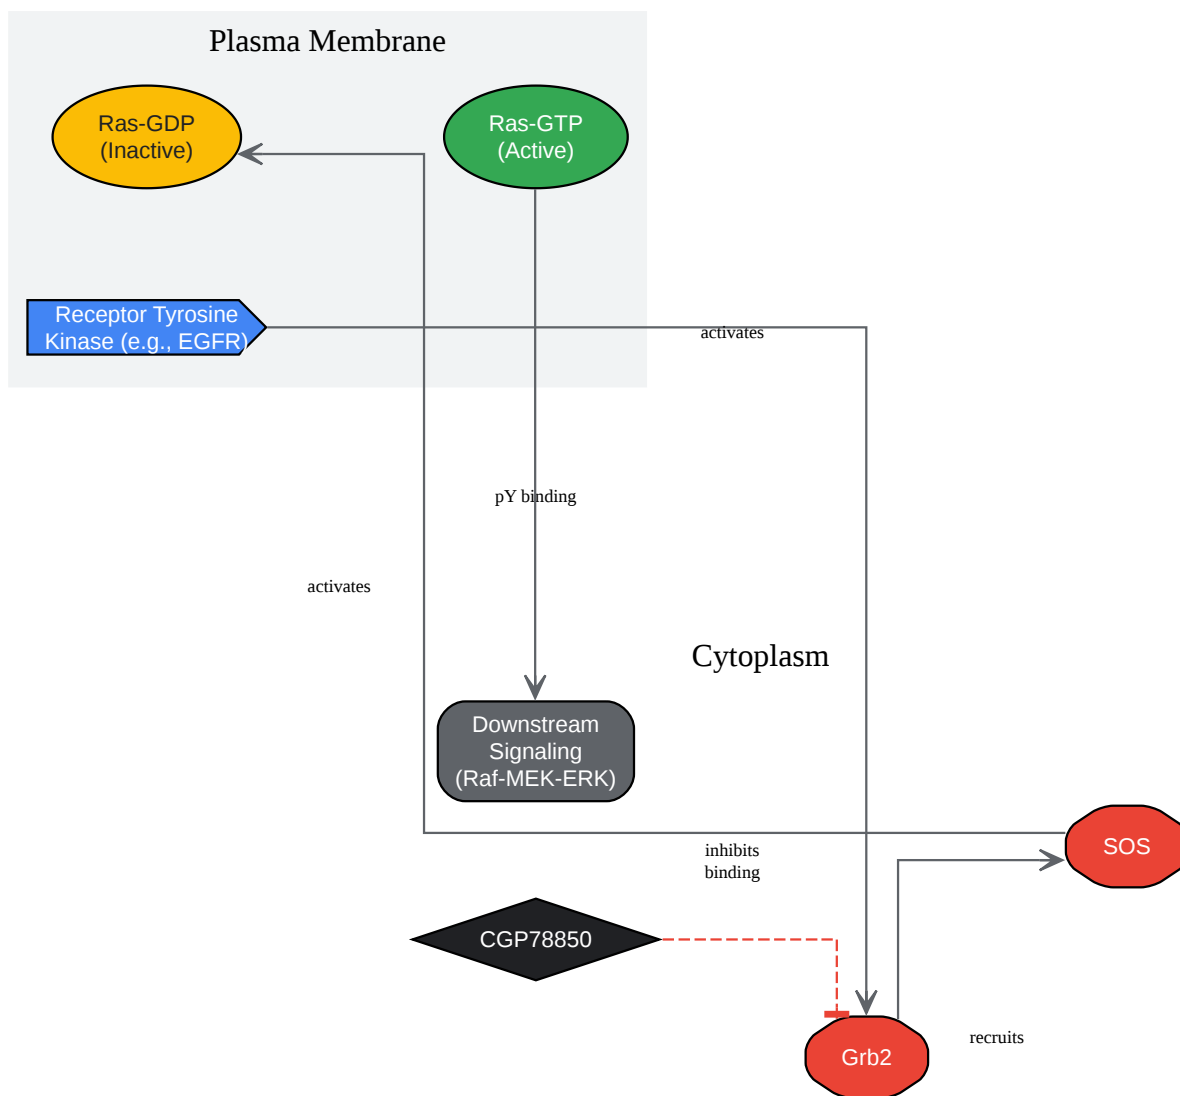 Plasma Membrane
Ras-GDP
(Inactive)
Ras-GTP
(Active)
Receptor Tyrosine
Kinase (e.g., EGFR)
activates
pY binding
activates
Cytoplasm
Downstream
Signaling
(Raf-MEK-ERK)
SOS
inhibits
binding
CGP78850
recruits
Grb2